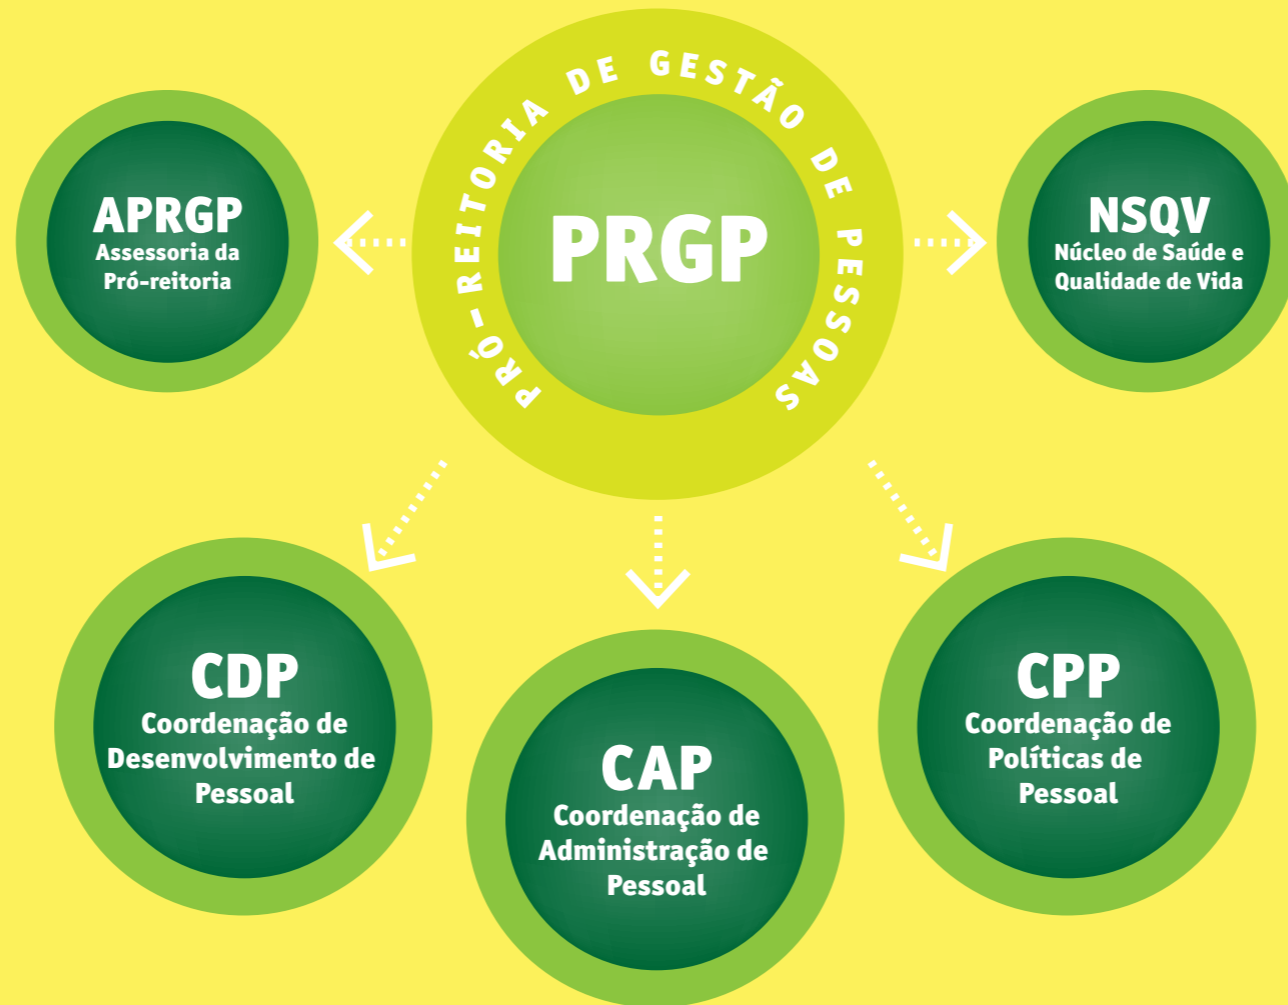 PRÓ-REITORIA DE GESTÃO DE PESSOAS
PRGP
APRGP
Assessoria da
Pró-reitoria
NSQV
Núcleo de Saúde e
Qualidade de Vida
CDP
Coordenação de
Desenvolvimento de
Pessoal
CAP
Coordenação de
Administração de
Pessoal
CPP
Coordenação de
Políticas de
Pessoal